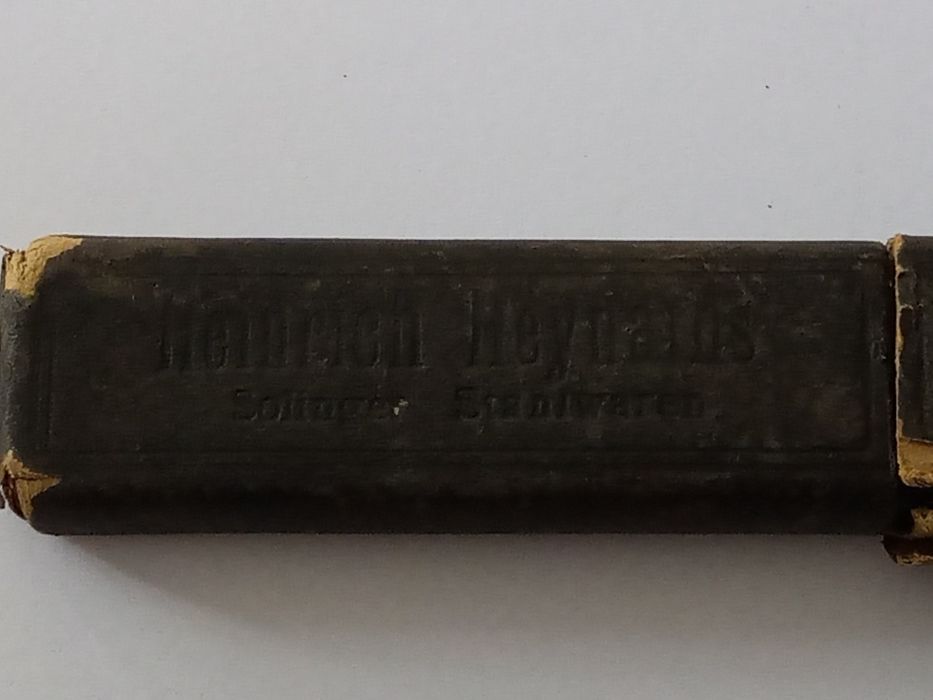 Heinrich
Solinger Stahlwaren.